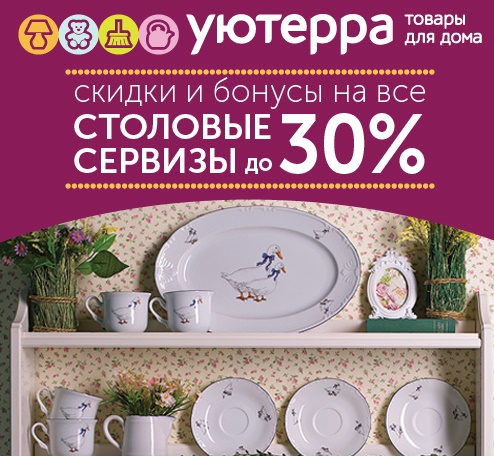 уютерра
товары
для дома
скидки и бонусы на все
СТОЛОВЫЕ
СЕРВИЗЫ до 30%